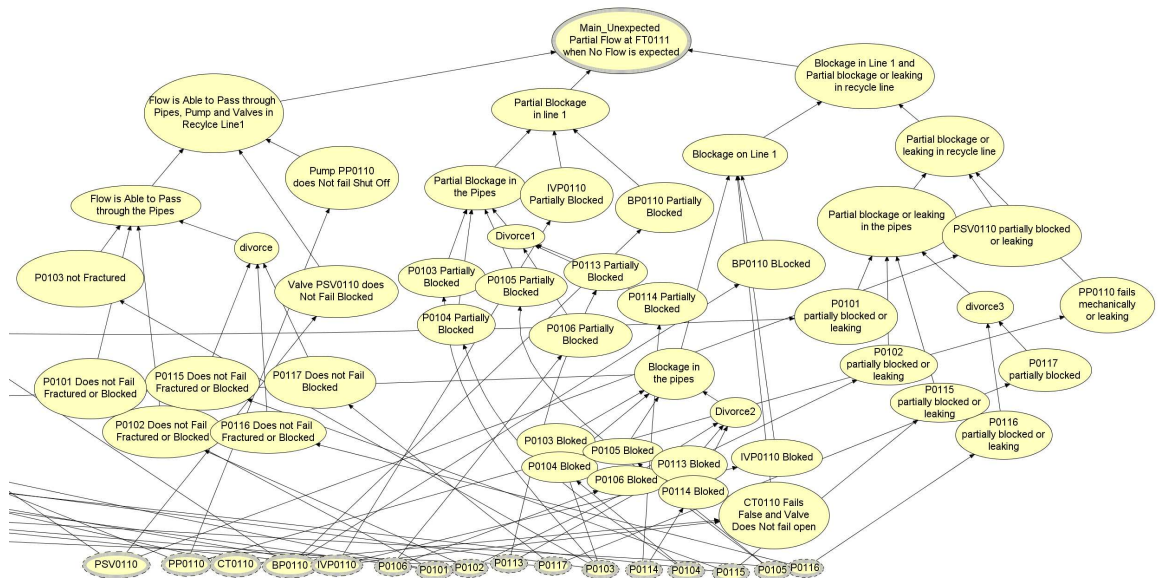 Main_Unexpected
Partial Flow at FT0111
when No Flow is expected
Blockage in Line 1 and
Partial blockage or leaking
in recycle line
Flow is Able to Pass through
Pipes, Pump and Valves in
Recylce Line1
Partial Blockage
in line 1
Blockage on Line 1
Partial blockage or
leaking in recycle line
Pump PP0110
does Not fail Shut Off
Partial Blockage in
the Pipes
IVP0110
Partially Blocked
BP0110 Partially
Blocked
Flow is Able to Pass
through the Pipes
Partial blockage or leaking
in the pipes
PSV0110 partially blocked
or leaking
divorce
Divorce1
P0103 not Fractured
Valve PSV0110 does
Not Fail Blocked
P0103 Partially
Blocked
P0105 Partially
Blocked
P0113 Partially
Blocked
BP0110 BLocked
P0114 Partially
Blocked
P0101
partially blocked or
leaking
divorce3
PP0110 fails
mechanically
or leaking
P0104 Partially
Blocked
P0106 Partially
Blocked
P0101 Does not Fail
Fractured or Blocked
P0115 Does not Fail
Fractured or Blocked
P0117 Does not Fail
Blocked
Blockage in
the pipes
P0102
partially blocked or
leaking
P0117
partially blocked
P0115
partially blocked or
leaking
P0102 Does not Fail
Fractured or Blocked
P0116 Does not Fail
Fractured or Blocked
Divorce2
P0116
partially blocked or
leaking
P0103 Bloked
P0105 Bloked
P0104 Bloked
P0113 Bloked
IVP0110 Bloked
P0106 Bloked
P0114 Bloked
CT0110 Fails
False and Valve
Does Not fail open
PSV0110
PP0110
CT0110
BP0110
IVP0110
P0106
P0101
P0102
P0113
P0117
P0103
P0114
P0104
P0115
P0105
P0116